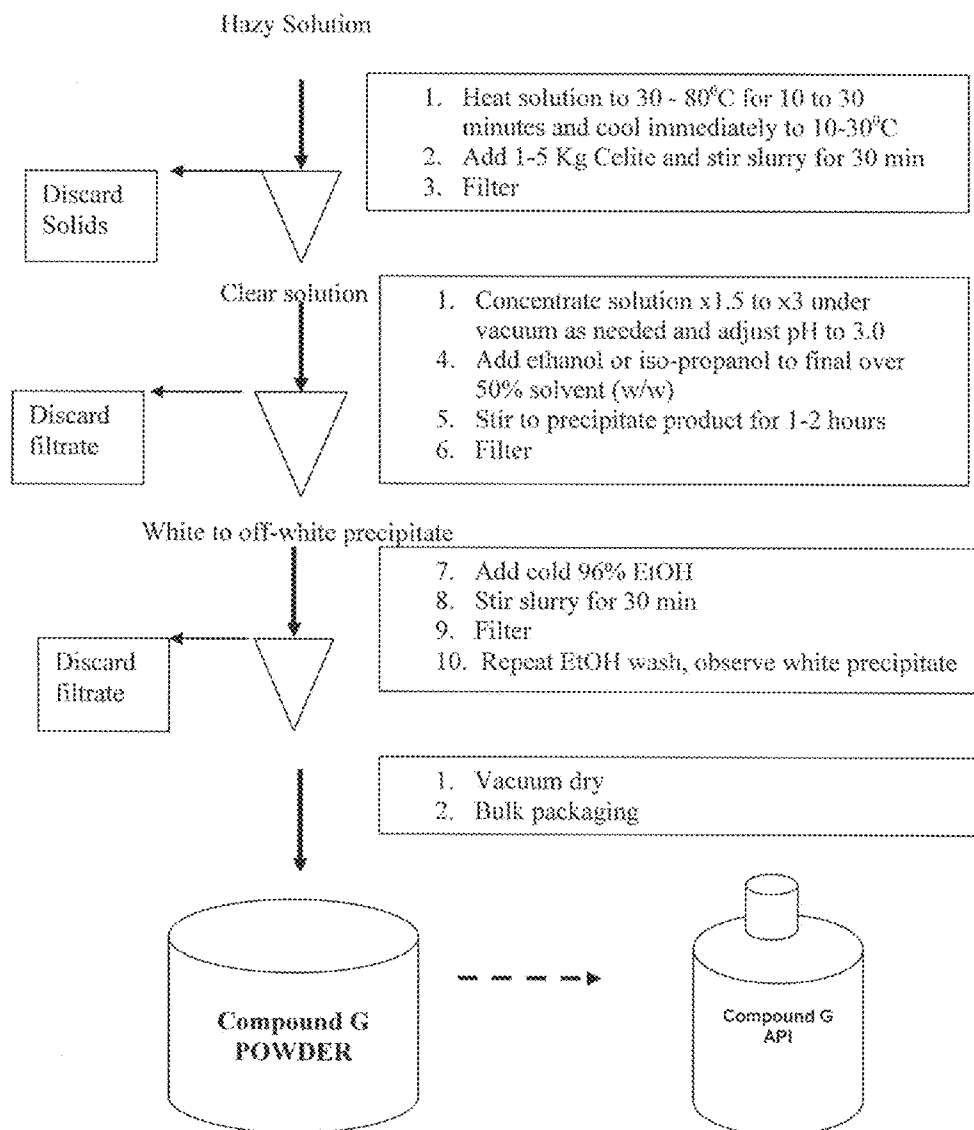 Hazy Solution
1. Heat solution to 30 - 80⁰C for 10 to 30
minutes and cool immediately to 10-30⁰C
2. Add 1-5 Kg Celite and stir slurry for 30 min
3. Filter
Discard
Solids
Clear solution
1. Concentrate solution x1.5 to x3 under
vacuum as needed and adjust pH to 3.0
4. Add ethanol or iso-propanol to final over
50% solvent (w/w)
5. Stir to precipitate product for 1-2 hours
6. Filter
Discard
filtrate
White to off-white precipitate
7. Add cold 96% EtOH
8. Stir slurry for 30 min
9. Filter
10. Repeat EtOH wash, observe white precipitate
Discard
filtrate
1. Vacuum dry
2. Bulk packaging
Compound G
POWDER
Compound G
API